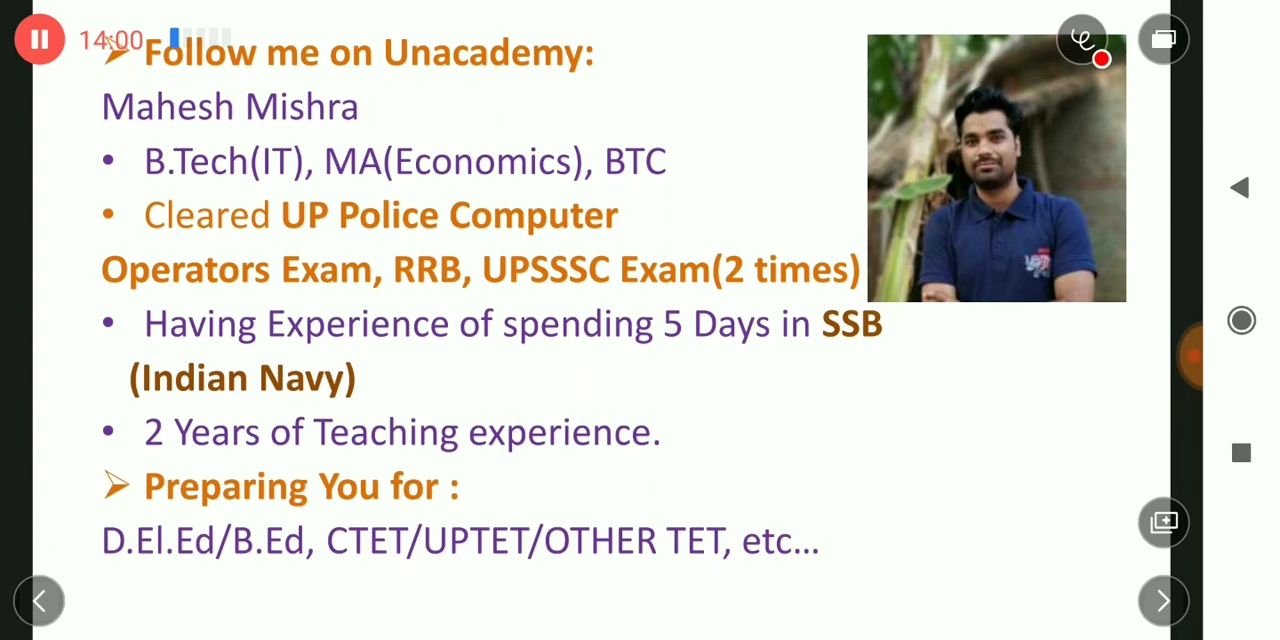 14:00
➢ Follow me on Unacademy:
Mahesh Mishra
• B.Tech(IT), MA(Economics), BTC
• Cleared UP Police Computer
Operators Exam, RRB, UPSSSC Exam(2 times)
• Having Experience of spending 5 Days in SSB
(Indian Navy)
• 2 Years of Teaching experience.
➢ Preparing You for :
D.El.Ed/B.Ed, CTET/UPTET/OTHER TET, etc...